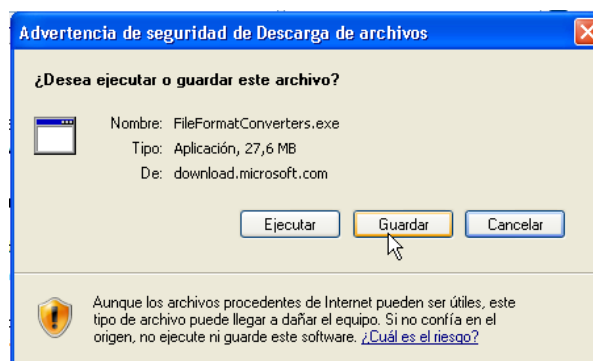 Advertencia de seguridad de Descarga de archivos
¿Desea ejecutar o guardar este archivo?
Nombre: FileFormatConverters.exe
Tipo: Aplicación, 27,6 MB
De: download.microsoft.com
Ejecutar Guardar Cancelar
Aunque los archivos procedentes de Internet pueden ser útiles, este
tipo de archivo puede llegar a dañar el equipo. Si no confía en el
origen, no ejecute ni guarde este software. ¿Cuál es el riesgo?